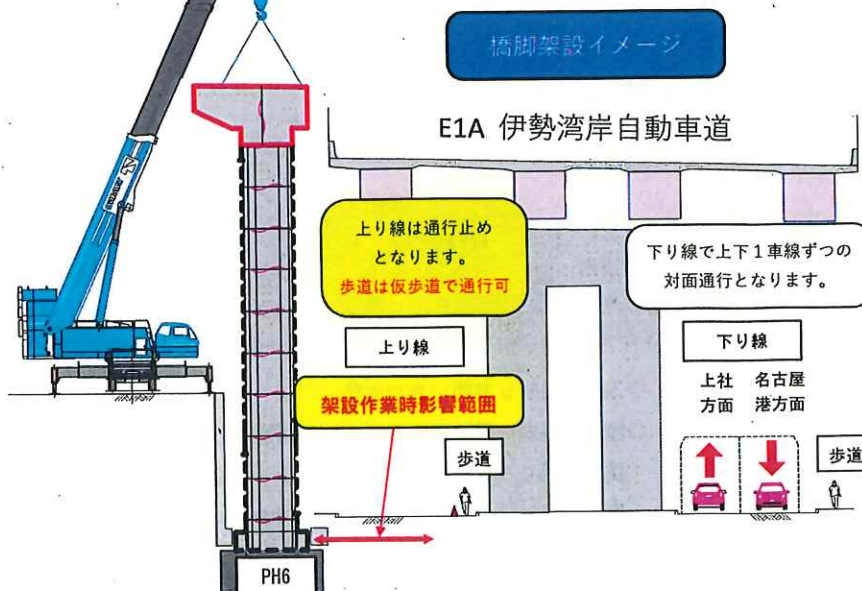 橋脚架設イメージ
E1A 伊勢湾岸自動車道
上り線は通行止め
となります。
歩道は仮歩道で通行可
下り線で上下1車線ずつの
対面通行となります。
上り線
下り線
上社
方面
名古屋
港方面
架設作業時影響範囲
歩道
歩道
PH6